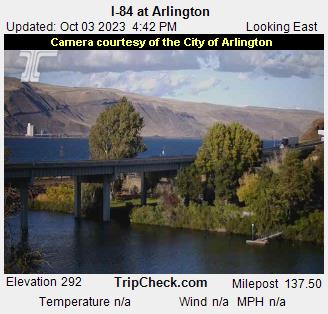 I-84 at Arlington
Updated: Oct 03 2023 4:42 PM Looking East
Camera courtesy of the City of Arlington
Elevation 292 TripCheck.com Milepost 137.50
Temperature n/a Wind n/a MPH n/a